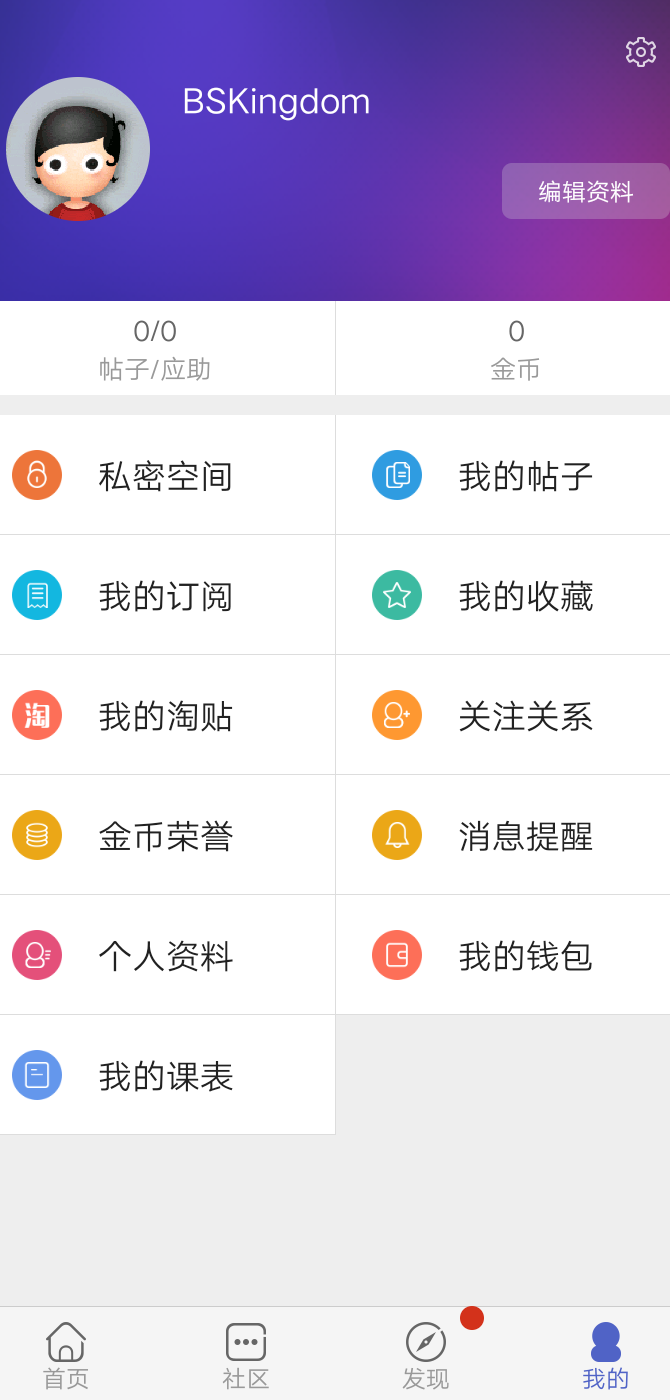 BSKingdom
编辑资料
0/0
帖子/应助
0
金币
私密空间
我的帖子
我的订阅
我的收藏
淘
我的淘贴
关注关系
金币荣誉
消息提醒
个人资料
我的钱包
我的课表
首页
社区
发现
我的